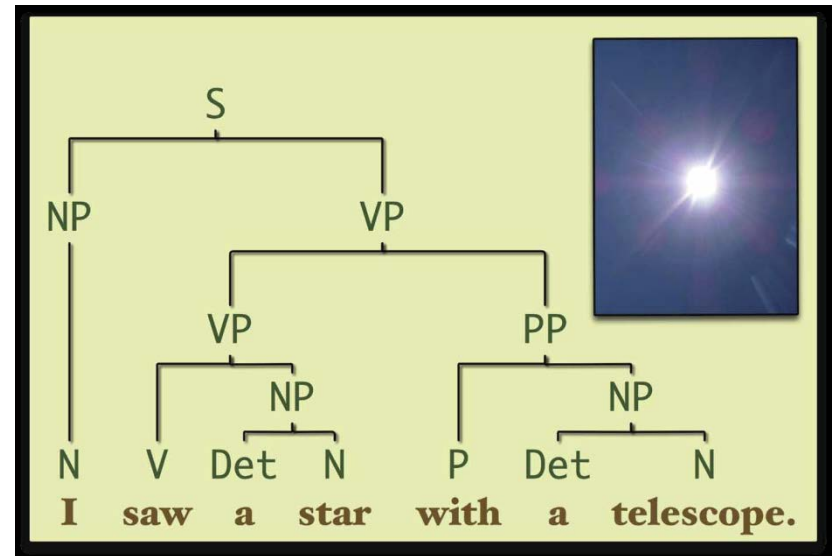 S
NP VP
VP PP
NP NP
N V Det N P Det N
I saw a star with a telescope.